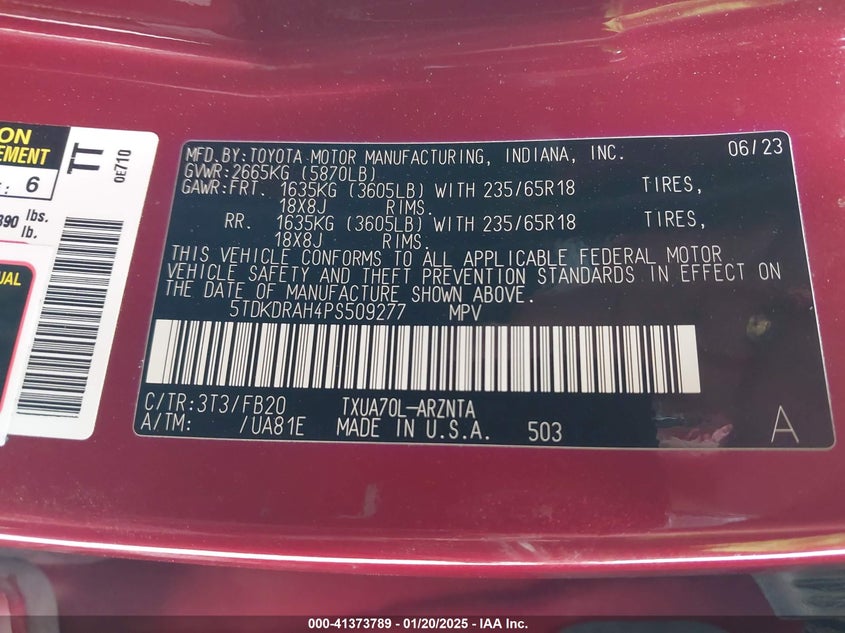 ON
EMENT
: 6
390 lbs.
lb.
UAL
TT
0E710
MFD.BY:TOYOTA MOTOR MANUFACTURING, INDIANA, INC. 06/23
GVWR:2665KG (5870LB)
GAWR:FRT. 1635KG (3605LB) WITH 235/65R18 TIRES,
18X8J RIMS.
RR. 1635KG (3605LB) WITH 235/65R18 TIRES,
18X8J RIMS.
THIS VEHICLE CONFORMS TO ALL APPLICABLE FEDERAL MOTOR
VEHICLE SAFETY AND THEFT PREVENTION STANDARDS IN EFFECT ON
THE DATE OF MANUFACTURE SHOWN ABOVE.
5TDKDRAH4PS509277 MPV
C/TR:3T3/FB20 TXUA70L-ARZNTA
A/TM: /UA81E MADE IN U.S.A. 503 A
000-41373789 — 01/20/2025 — IAA Inc.